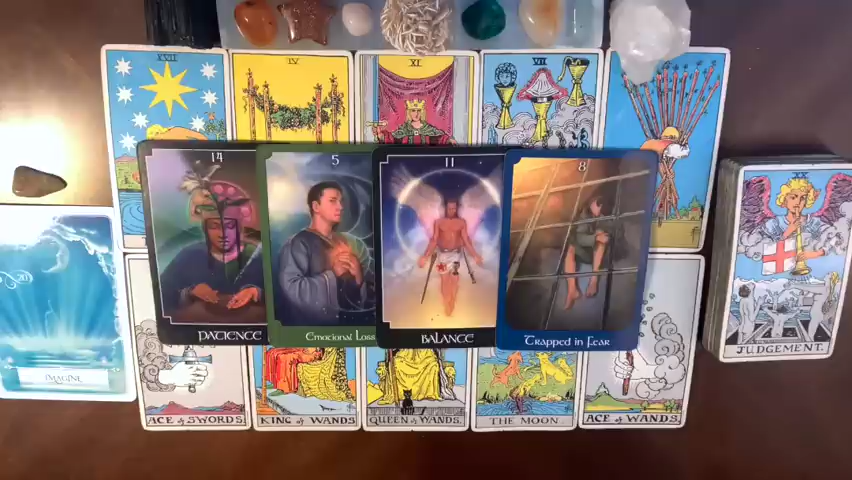 XVII
IV
XI
VII
14
5
11
8
XX
20
PATIENCE
Emotional Loss
BALANCE
Trapped in Fear
IMAGINE
JUDGEMENT.
ACE of SWORDS.
KING of WANDS.
QUEEN of WANDS.
THE MOON.
ACE of WANDS.